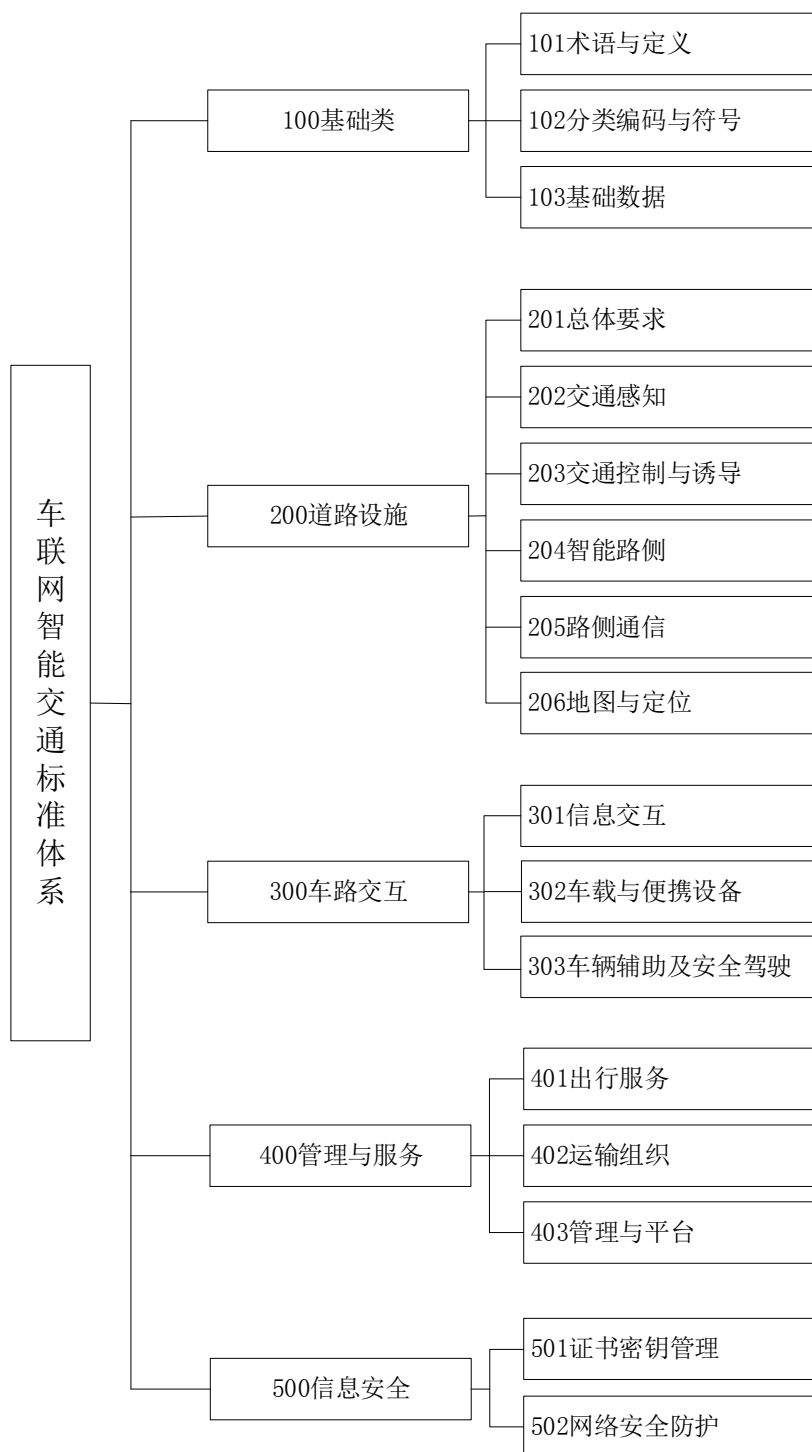 车联网智能交通标准体系
100基础类
101术语与定义
102分类编码与符号
103基础数据
200道路设施
201总体要求
202交通感知
203交通控制与诱导
204智能路侧
205路侧通信
206地图与定位
300车路交互
301信息交互
302车载与便携设备
303车辆辅助及安全驾驶
400管理与服务
401出行服务
402运输组织
403管理与平台
500信息安全
501证书密钥管理
502网络安全防护